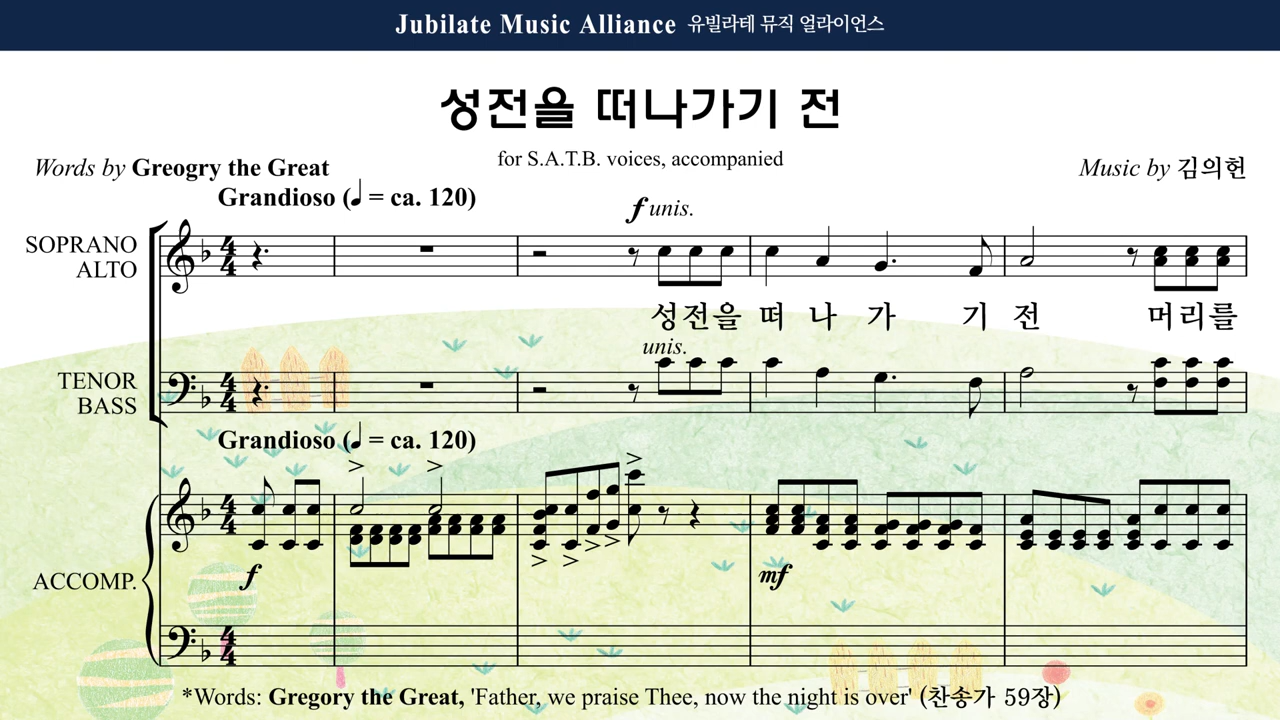 Jubilate Music Alliance 유빌라테 뮤직 얼라이언스
성전을 떠나가기 전
for S.A.T.B. voices, accompanied
Words by Greogry the Great
Music by 김의헌
Grandioso (♩ = ca. 120)
f unis.
SOPRANO
ALTO
성전을 떠 나 가 기 전 머리를
unis.
TENOR
BASS
Grandioso (♩ = ca. 120)
ACCOMP.
f
mf
*Words: Gregory the Great, 'Father, we praise Thee, now the night is over' (찬송가 59장)